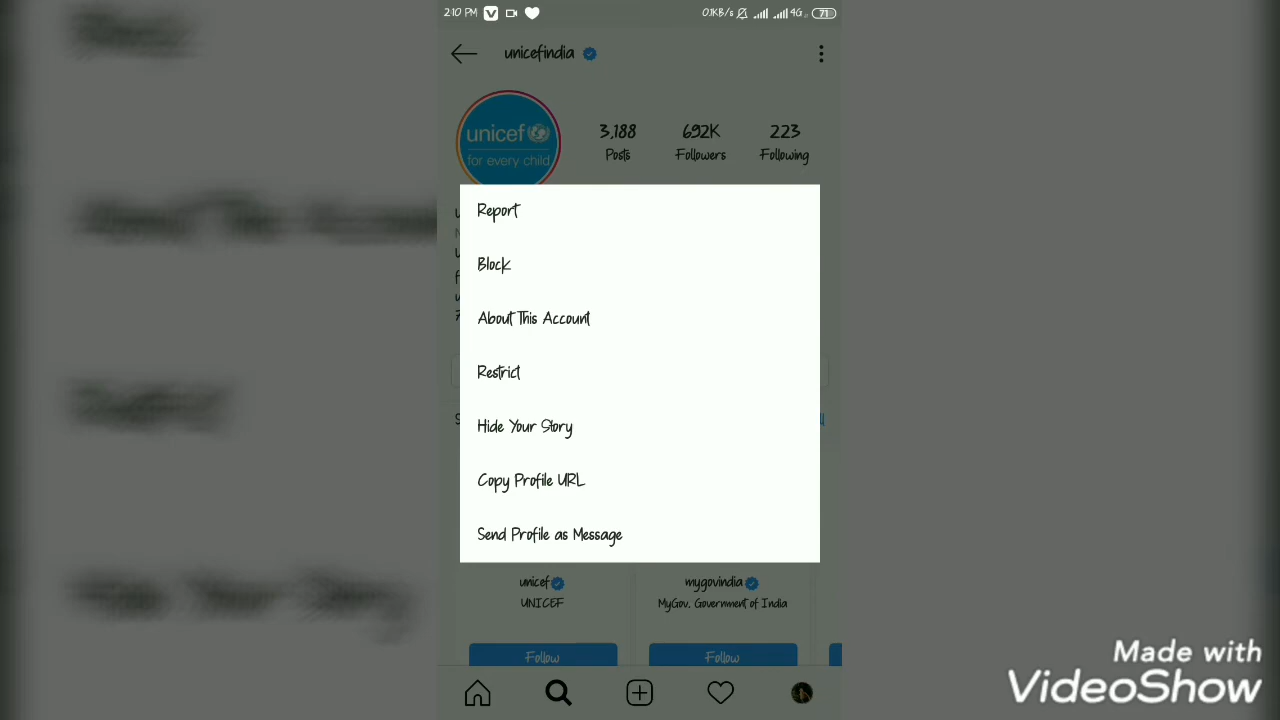 2:10 PM
0.1KB/s 4G 71
unicefindia
unicef
for every child
3,188 692K 223
Posts Followers Following
Report
Block
About This Account
Restrict
Hide Your Story
Copy Profile URL
Send Profile as Message
unicef mygovindia
UNICEF MyGov, Government of India
Follow Follow
Made with
VideoShow